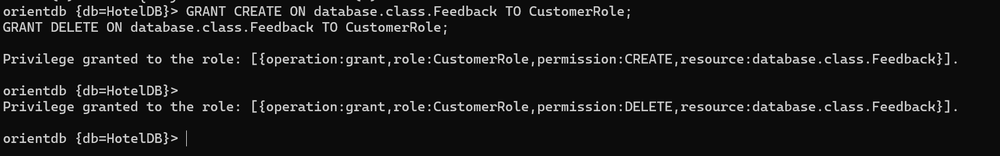 orientdb {db=HotelDB}> GRANT CREATE ON database.class.Feedback TO CustomerRole;
GRANT DELETE ON database.class.Feedback TO CustomerRole;
Privilege granted to the role: [{operation:grant,role:CustomerRole,permission:CREATE,resource:database.class.Feedback}].
orientdb {db=HotelDB}>
Privilege granted to the role: [{operation:grant,role:CustomerRole,permission:DELETE,resource:database.class.Feedback}].
orientdb {db=HotelDB}>